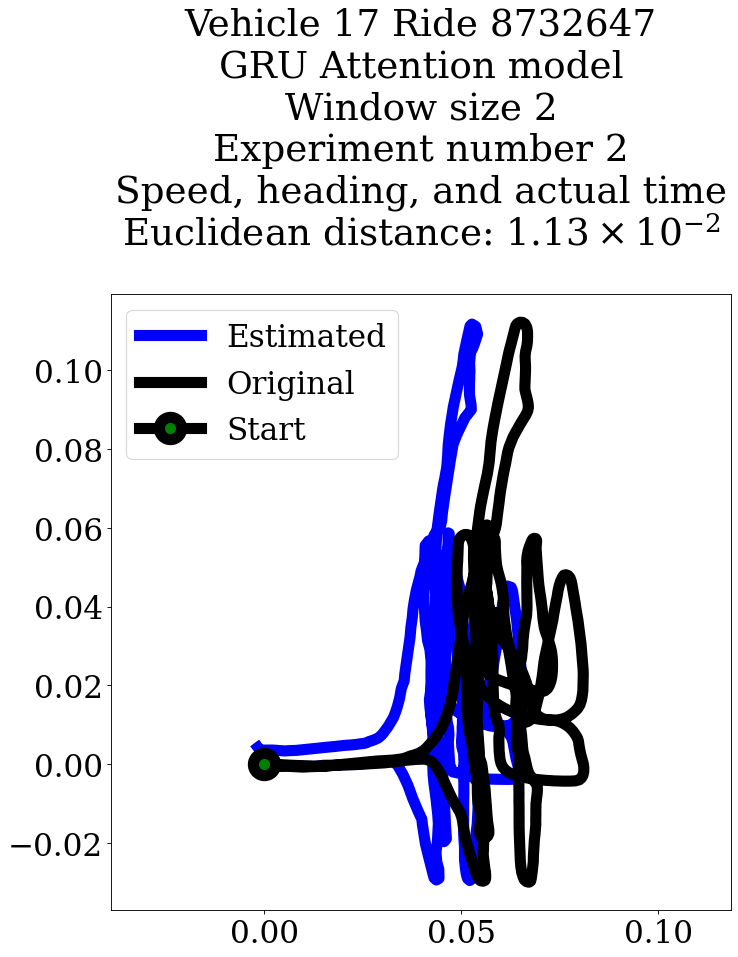 Vehicle 17 Ride 8732647
GRU Attention model
Window size 2
Experiment number 2
Speed, heading, and actual time
Euclidean distance: 1.13 × 10⁻²
Estimated
Original
Start
0.10
0.08
0.06
0.04
0.02
0.00
−0.02
0.00 0.05 0.10